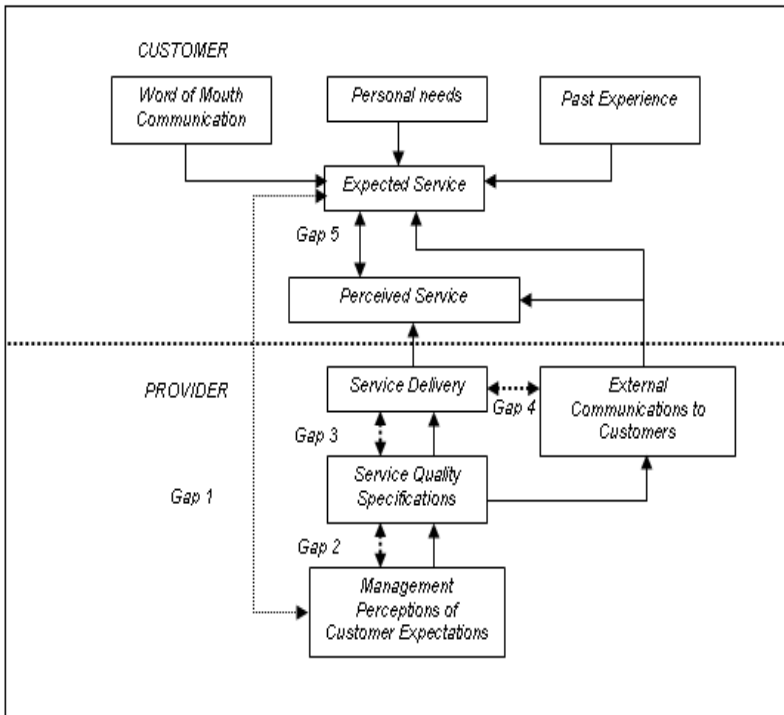 CUSTOMER
Word of Mouth
Communication
Personal needs
Past Experience
Expected Service
Gap 5
Perceived Service
PROVIDER
Service Delivery
Gap 4
External
Communications to
Customers
Gap 3
Service Quality
Specifications
Gap 1
Gap 2
Management
Perceptions of
Customer Expectations